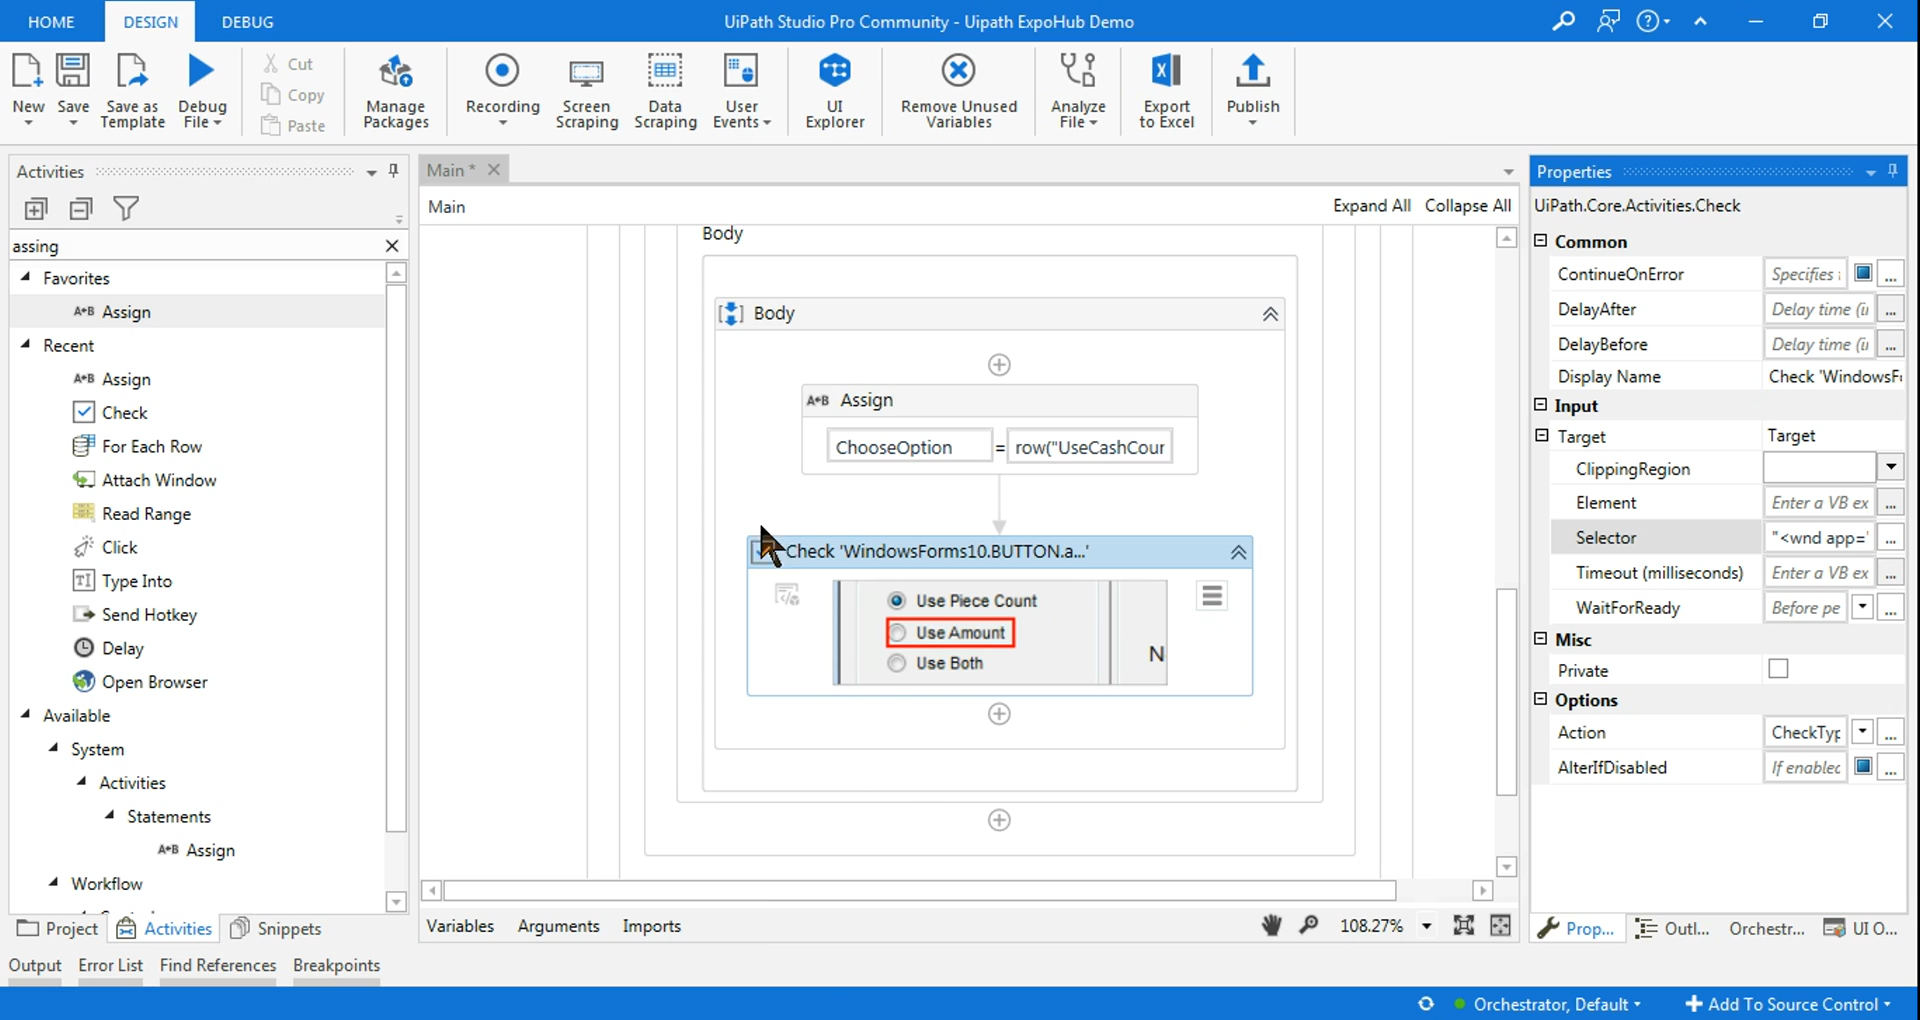 HOME DESIGN DEBUG UiPath Studio Pro Community - Uipath ExpoHub Demo
New Save Save as Template Debug File Cut Copy Paste Manage Packages Recording Screen Scraping Data Scraping User Events UI Explorer Remove Unused Variables Analyze File Export to Excel Publish
Activities
assing
Favorites
Assign
Recent
Assign
Check
For Each Row
Attach Window
Read Range
Click
Type Into
Send Hotkey
Delay
Open Browser
Available
System
Activities
Statements
Assign
Workflow
Project Activities Snippets
Main *
Main Expand All Collapse All
Body
Body
A*B Assign
ChooseOption = row("UseCashCour
Check 'WindowsForms10.BUTTON.a...'
Use Piece Count
Use Amount
Use Both
N
Variables Arguments Imports 108.27%
Properties
UiPath.Core.Activities.Check
Common
ContinueOnError Specifies
DelayAfter Delay time (i
DelayBefore Delay time (i
Display Name Check 'WindowsF
Input
Target Target
ClippingRegion
Element Enter a VB ex ...
Selector "<wnd app=' ...
Timeout (milliseconds) Enter a VB ex ...
WaitForReady Before pe ...
Misc
Private
Options
Action CheckTyp ...
AlterIfDisabled If enabled ...
Prop... Outl... Orchestr... UI O...
Output Error List Find References Breakpoints
Orchestrator, Default Add To Source Control